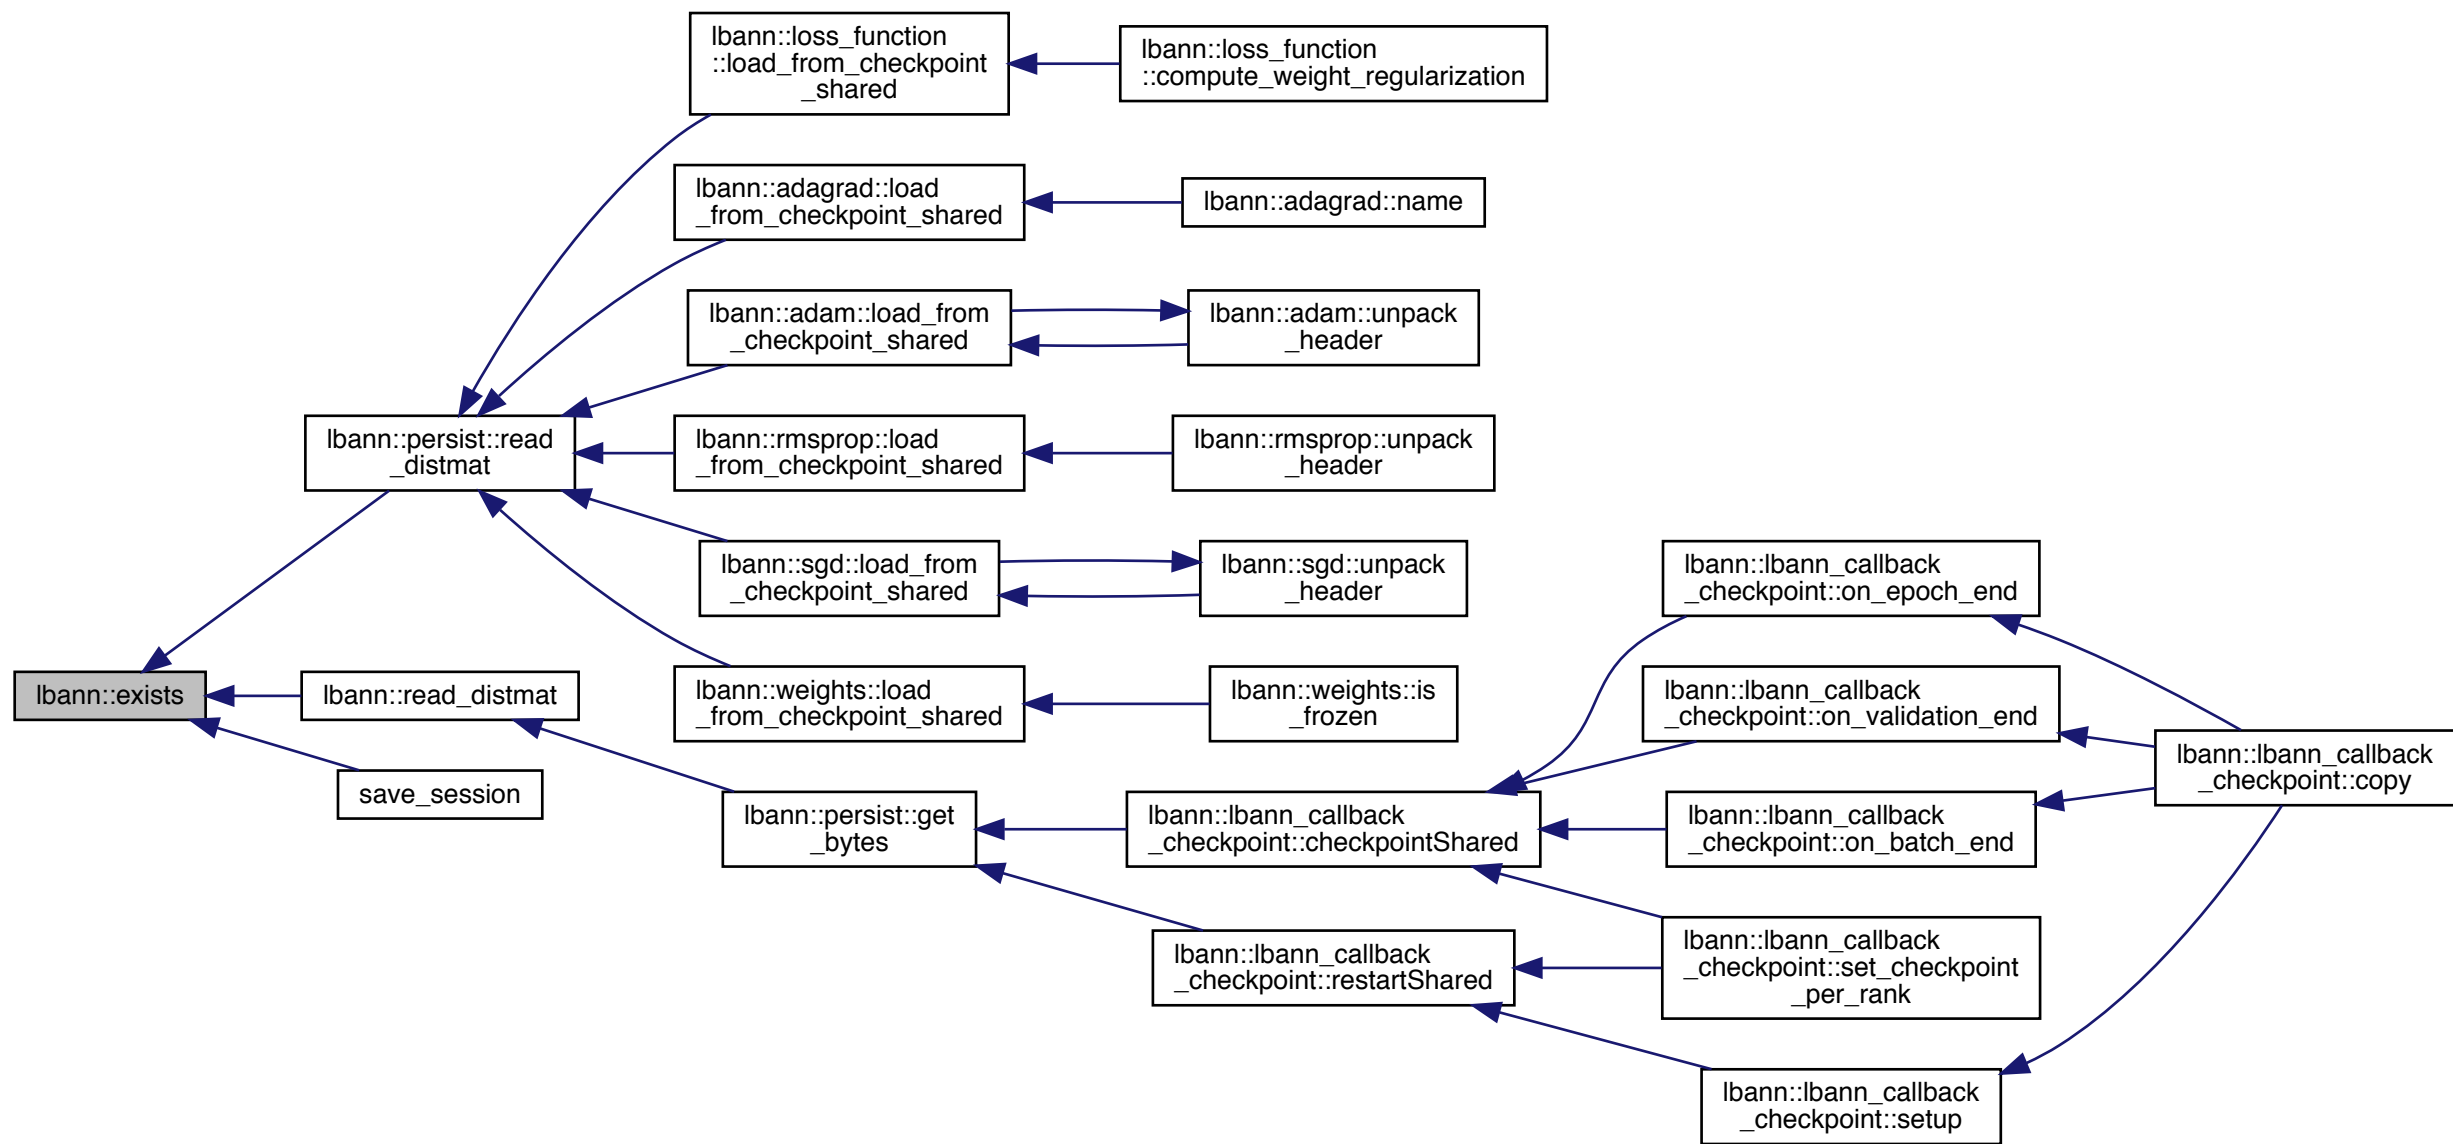 lbann::loss_function
::load_from_checkpoint
_shared
lbann::loss_function
::compute_weight_regularization
lbann::adagrad::load
_from_checkpoint_shared
lbann::adagrad::name
lbann::adam::load_from
_checkpoint_shared
lbann::adam::unpack
_header
lbann::persist::read
_distmat
lbann::rmsprop::load
_from_checkpoint_shared
lbann::rmsprop::unpack
_header
lbann::sgd::load_from
_checkpoint_shared
lbann::sgd::unpack
_header
lbann::lbann_callback
_checkpoint::on_epoch_end
lbann::exists
lbann::read_distmat
lbann::weights::load
_from_checkpoint_shared
lbann::weights::is
_frozen
lbann::lbann_callback
_checkpoint::on_validation_end
lbann::lbann_callback
_checkpoint::copy
save_session
lbann::persist::get
_bytes
lbann::lbann_callback
_checkpoint::checkpointShared
lbann::lbann_callback
_checkpoint::on_batch_end
lbann::lbann_callback
_checkpoint::restartShared
lbann::lbann_callback
_checkpoint::set_checkpoint
_per_rank
lbann::lbann_callback
_checkpoint::setup